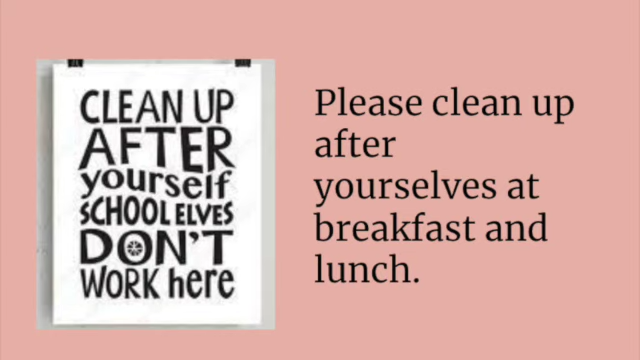 CLEAN UP
AFTER
yourself
SCHOOL ELVES
DON'T
WORK here
Please clean up
after
yourselves at
breakfast and
lunch.